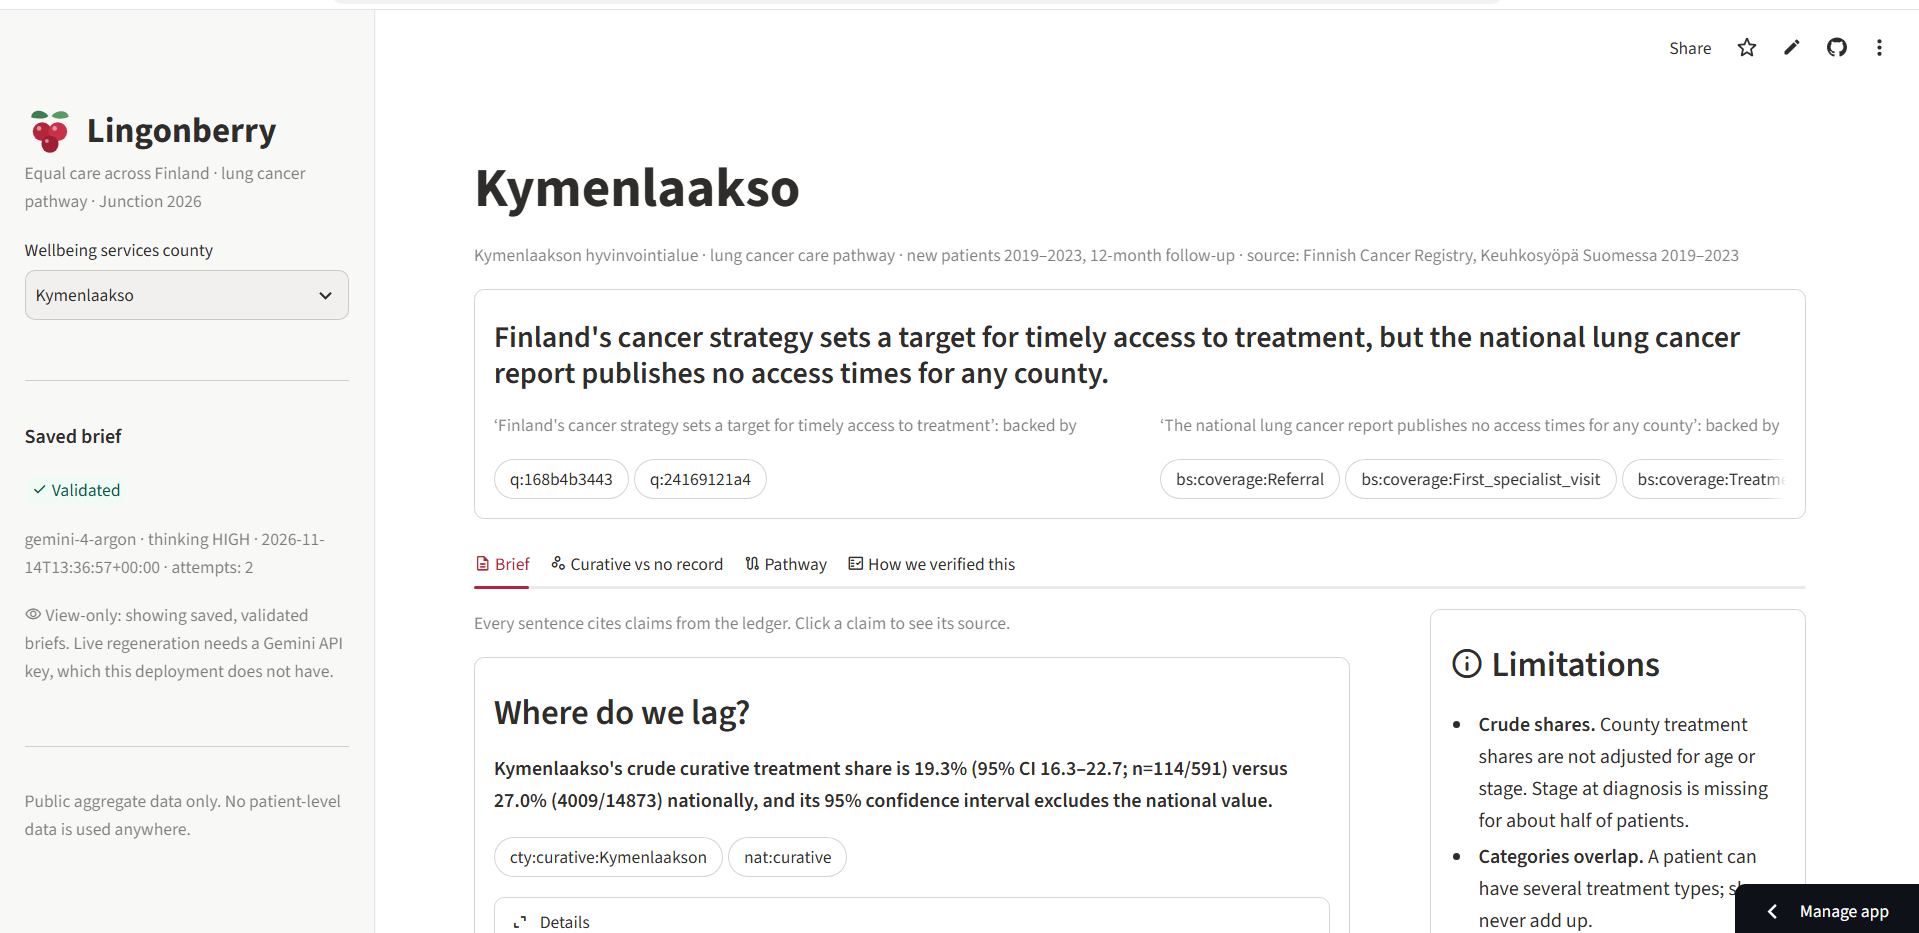 Share
Lingonberry
Equal care across Finland · lung cancer
pathway · Junction 2026
Wellbeing services county
Kymenlaakso
Saved brief
Validated
gemini-4-argon · thinking HIGH · 2026-11-
14T13:36:57+00:00 · attempts: 2
View-only: showing saved, validated
briefs. Live regeneration needs a Gemini API
key, which this deployment does not have.
Public aggregate data only. No patient-level
data is used anywhere.
Kymenlaakso
Kymenlaakson hyvinvointialue · lung cancer care pathway · new patients 2019–2023, 12-month follow-up · source: Finnish Cancer Registry, Keuhkosyöpä Suomessa 2019–2023
Finland's cancer strategy sets a target for timely access to treatment, but the national lung cancer
report publishes no access times for any county.
‘Finland's cancer strategy sets a target for timely access to treatment’: backed by
q:168b4b3443 q:24169121a4
‘The national lung cancer report publishes no access times for any county’: backed by
bs:coverage:Referral bs:coverage:First_specialist_visit bs:coverage:Treatme
Brief Curative vs no record Pathway How we verified this
Every sentence cites claims from the ledger. Click a claim to see its source.
Where do we lag?
Kymenlaakso's crude curative treatment share is 19.3% (95% CI 16.3–22.7; n=114/591) versus
27.0% (4009/14873) nationally, and its 95% confidence interval excludes the national value.
cty:curative:Kymenlaakson nat:curative
Details
Limitations
Crude shares. County treatment
shares are not adjusted for age or
stage. Stage at diagnosis is missing
for about half of patients.
Categories overlap. A patient can
have several treatment types;
never add up.
Manage app